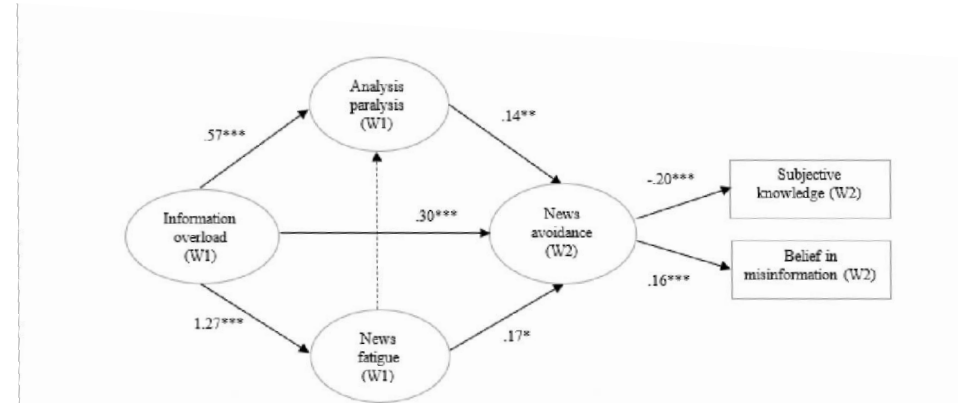 Analysis
paralysis
(W1)
.57***
.14**
Information
overload
(W1)
.30***
News
avoidance
(W2)
-.20***
Subjective
knowledge (W2)
Belief in
misinformation (W2)
.16***
1.27***
News
fatigue
(W1)
.17*